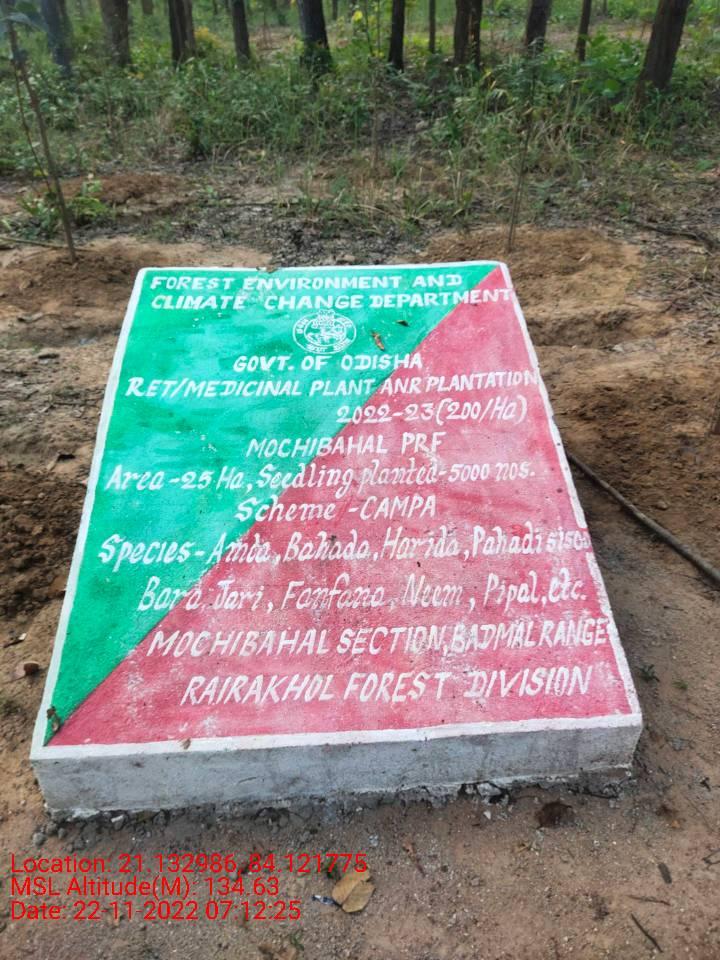 FOREST ENVIRONMENT AND
CLIMATE CHANGE DEPARTMENT
GOVT. OF ODISHA
RET/MEDICINAL PLANT ANR PLANTATION
2022-23(200/Ha)
MOCHIBAHAL PRF
Area-25 Ha, Seedling planted-5000 nos.
Scheme -CAMPA
Species-Amba, Bahada, Harida, Pahadi sisoo
Bara, Jari, Fanfana, Neem, Pipal, etc.
MOCHIBAHAL SECTION, BADMAL RANGE
RAIRAKHOL FOREST DIVISION
Location: 21.132986, 84.121775
MSL Altitude(M): 134.63
Date: 22-11-2022 07:12:25